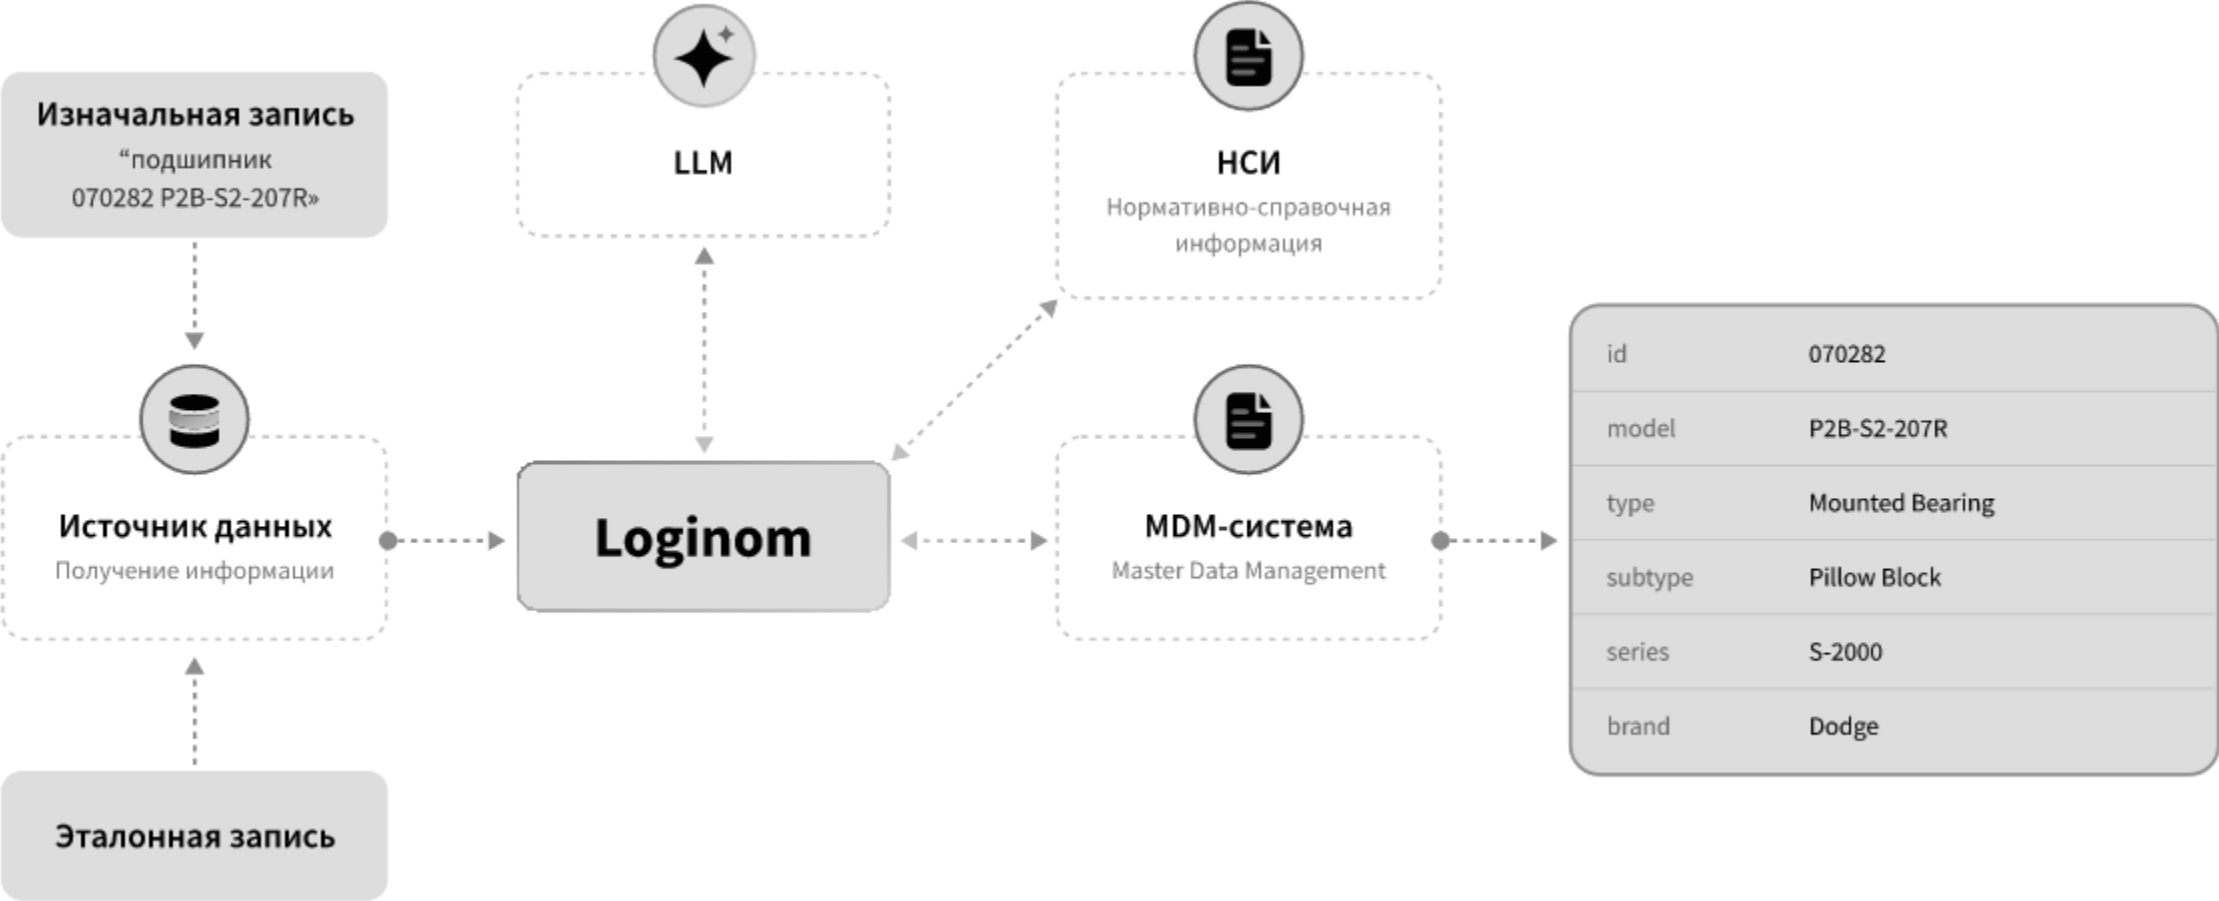 Изначальная запись
“подшипник
070282 P2B-S2-207R»
LLM
НСИ
Нормативно-справочная
информация
Источник данных
Получение информации
Loginom
MDM-система
Master Data Management
id 070282
model P2B-S2-207R
type Mounted Bearing
subtype Pillow Block
series S-2000
brand Dodge
Эталонная запись